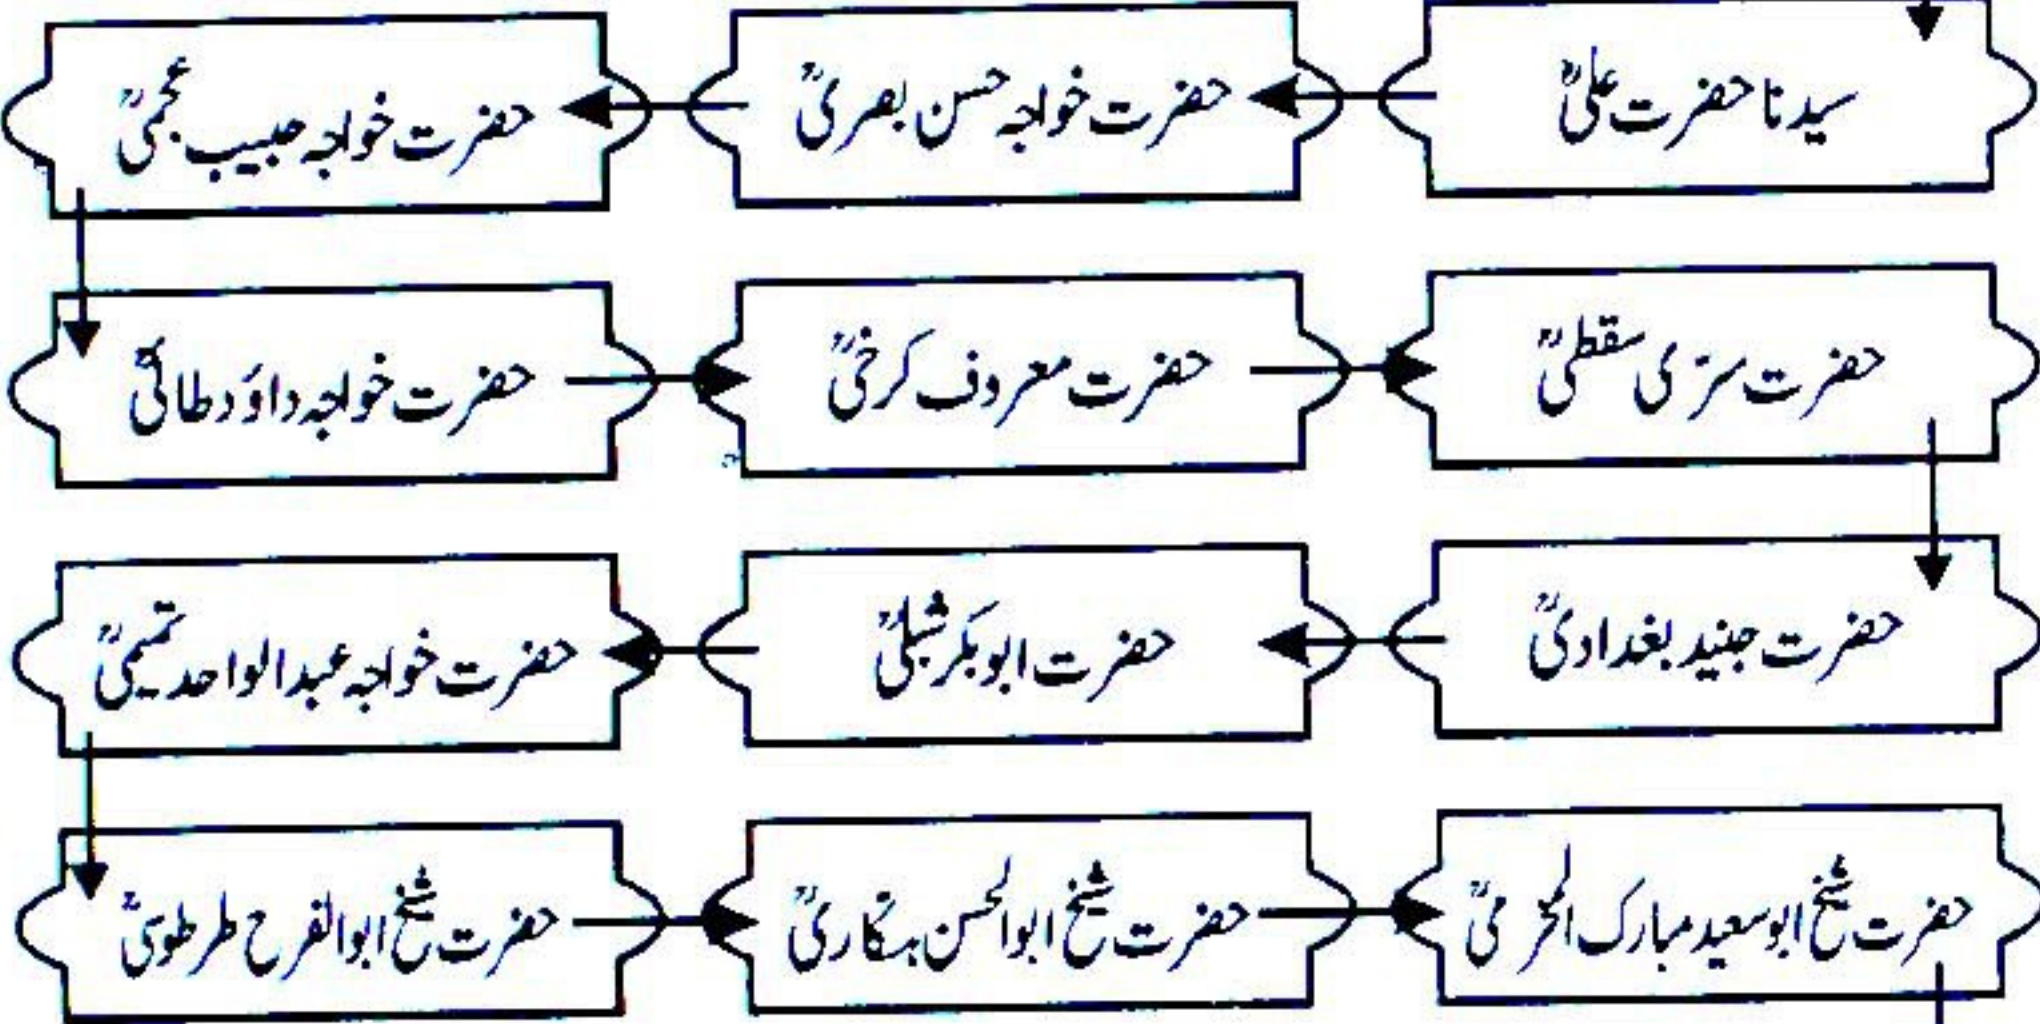 سیدنا حضرت علیؓ
حضرت خواجہ حسن بصریؒ
حضرت خواجہ حبیب عجمیؒ
حضرت خواجہ داؤد طائیؒ
حضرت معروف کرخیؒ
حضرت سرّی سقطیؒ
حضرت جنید بغدادیؒ
حضرت ابوبکر شبلیؒ
حضرت خواجہ عبدالواحد تمیمیؒ
حضرت شیخ ابوالفرح طرطویؒ
حضرت شیخ ابوالحسن ہنکاریؒ
حضرت شیخ ابوسعید مبارک المخرمیؒ